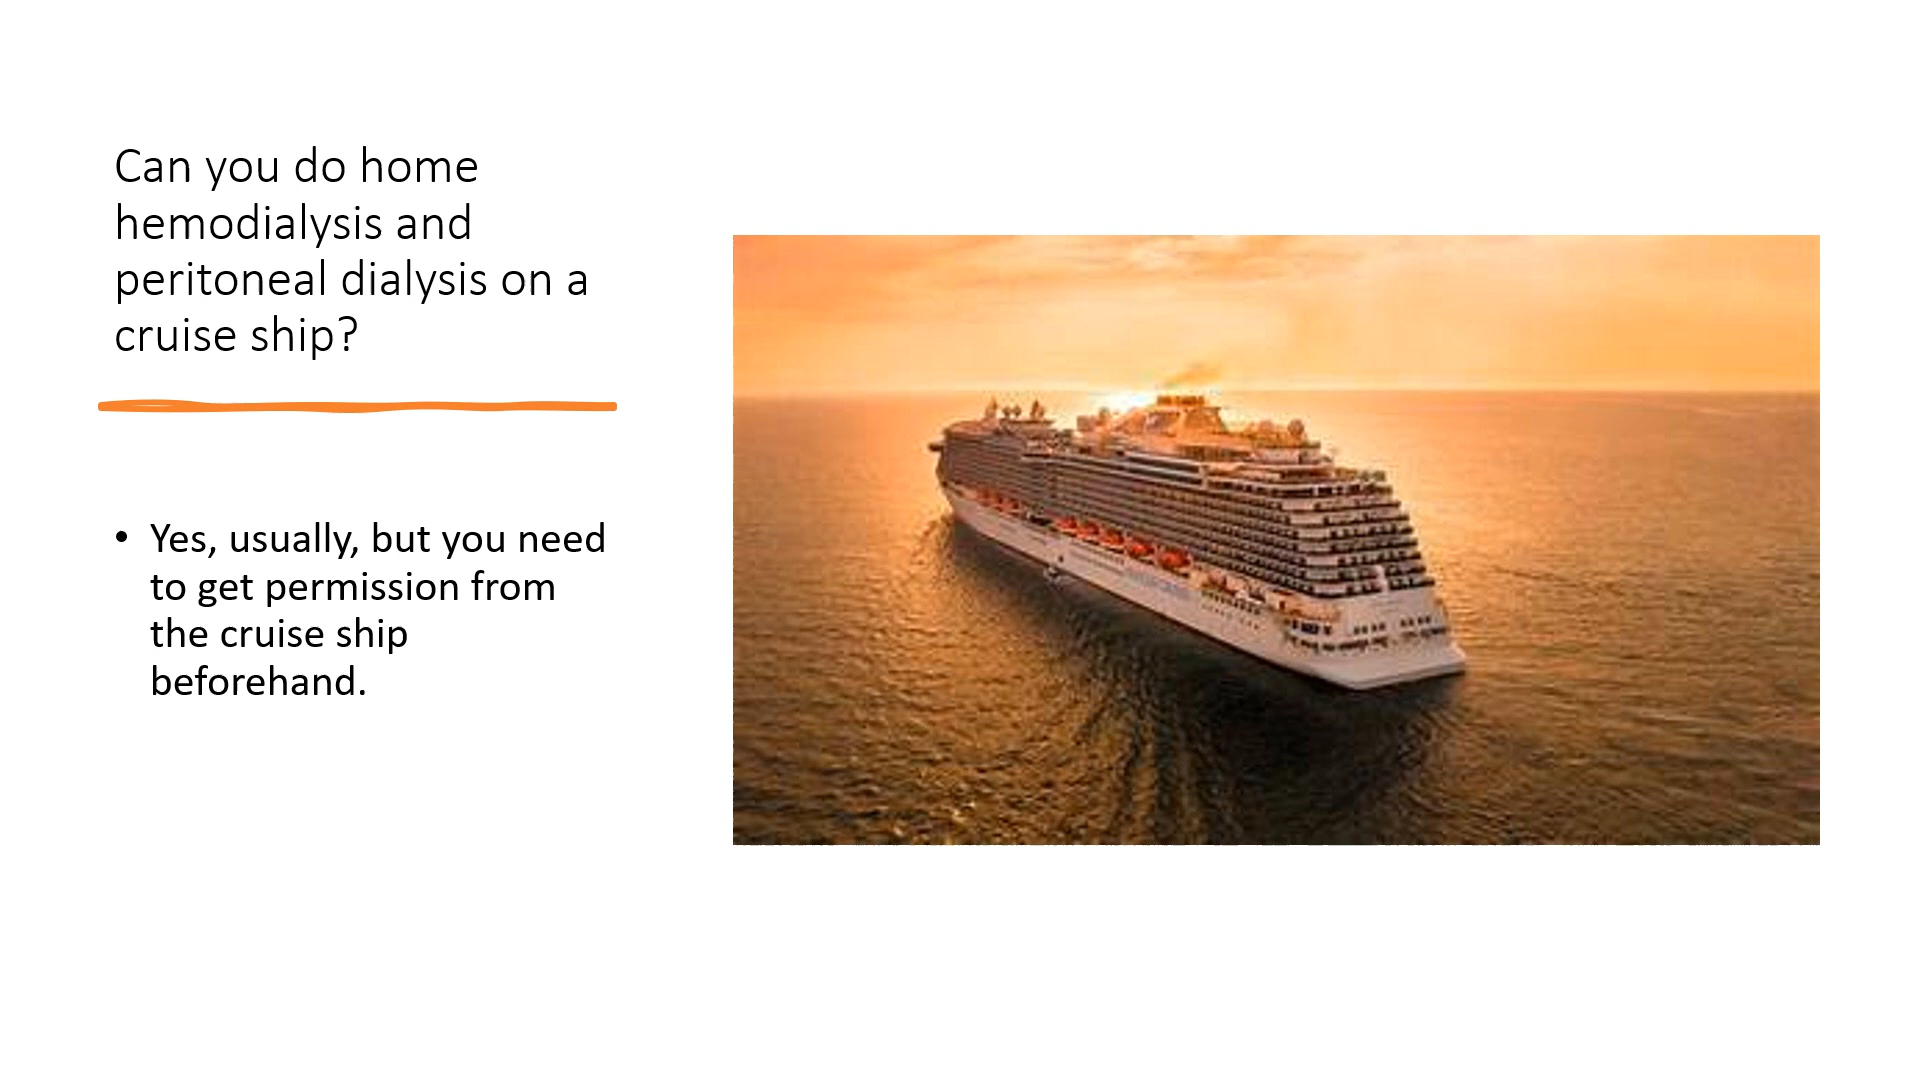 Can you do home
hemodialysis and
peritoneal dialysis on a
cruise ship?
• Yes, usually, but you need
to get permission from
the cruise ship
beforehand.